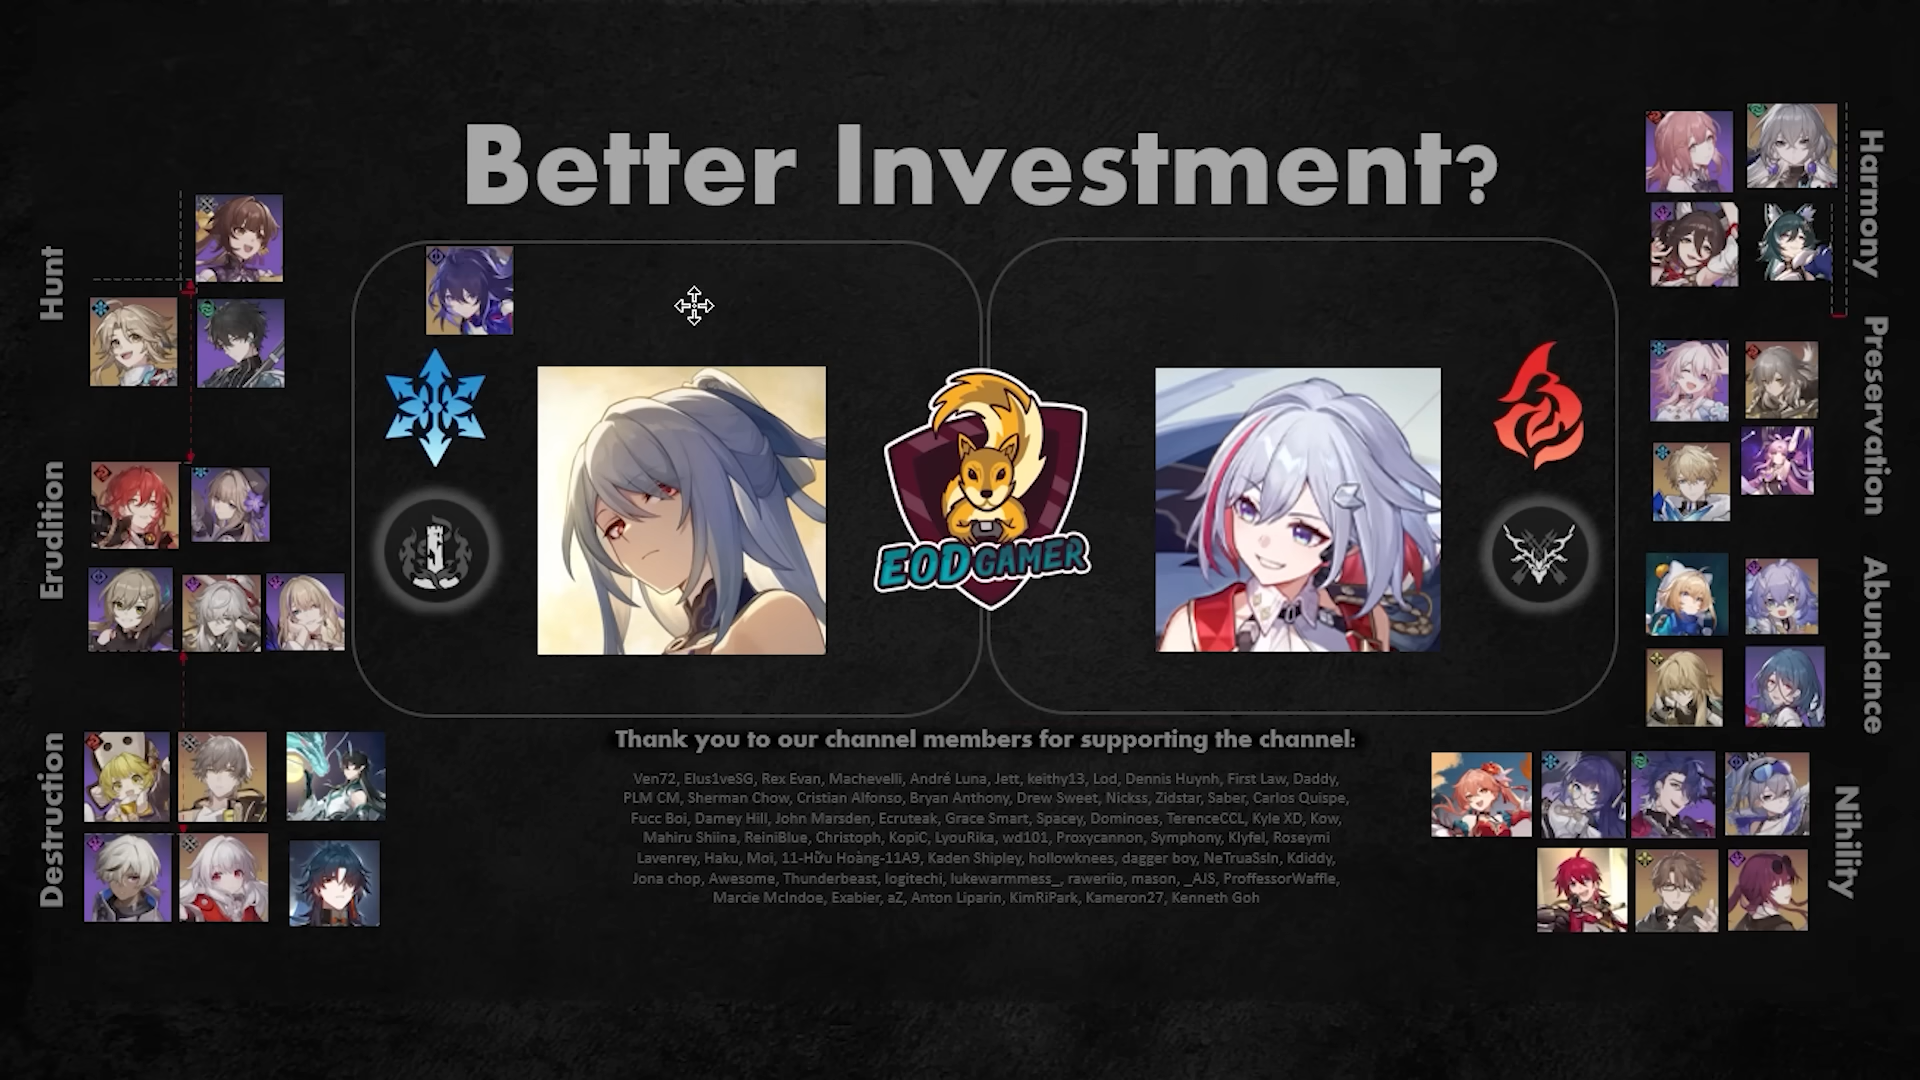 Better Investment?
Hunt
Erudition
Destruction
Harmony
Preservation
Abundance
Nihility
EOD GAMER
Thank you to our channel members for supporting the channel:
Ven72, Elus1veSG, Rex Evan, Machevelli, André Luna, Jett, keithy13, Lod, Dennis Huynh, First Law, Daddy,
PLM CM, Sherman Chow, Cristian Alfonso, Bryan Anthony, Drew Sweet, Nickss, Zidstar, Saber, Carlos Quispe,
Fucc Boi, Damey Hill, John Marsden, Ecruteak, Grace Smart, Spacey, Dominoes, TerenceCCL, Kyle XD, Kow,
Mahiru Shiina, ReiniBlue, Christoph, KopiC, LyouRika, wd101, Proxycannon, Symphony, Klyfel, Roseymi
Lavenrey, Haku, Moi, 11-Hữu Hoàng-11A9, Kaden Shipley, hollowknees, dagger boy, NeTruaSsln, Kdiddy,
Jona chop, Awesome, Thunderbeast, logitechi, lukewarmmess_, raweriio, mason, _AJS, ProffessorWaffle,
Marcie McIndoe, Exabier, aZ, Anton Liparin, KimRiPark, Kameron27, Kenneth Goh